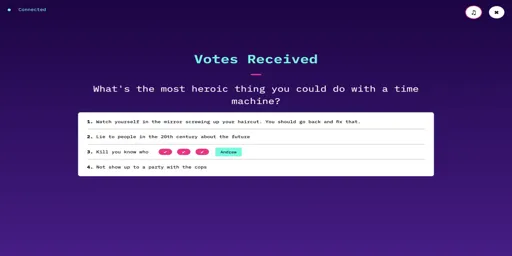 Connected
Votes Received
What's the most heroic thing you could do with a time
machine?
1. Watch yourself in the mirror screwing up your haircut. You should go back and fix that.
2. Lie to people in the 20th century about the future
3. Kill you know who Andrew
4. Not show up to a party with the cops